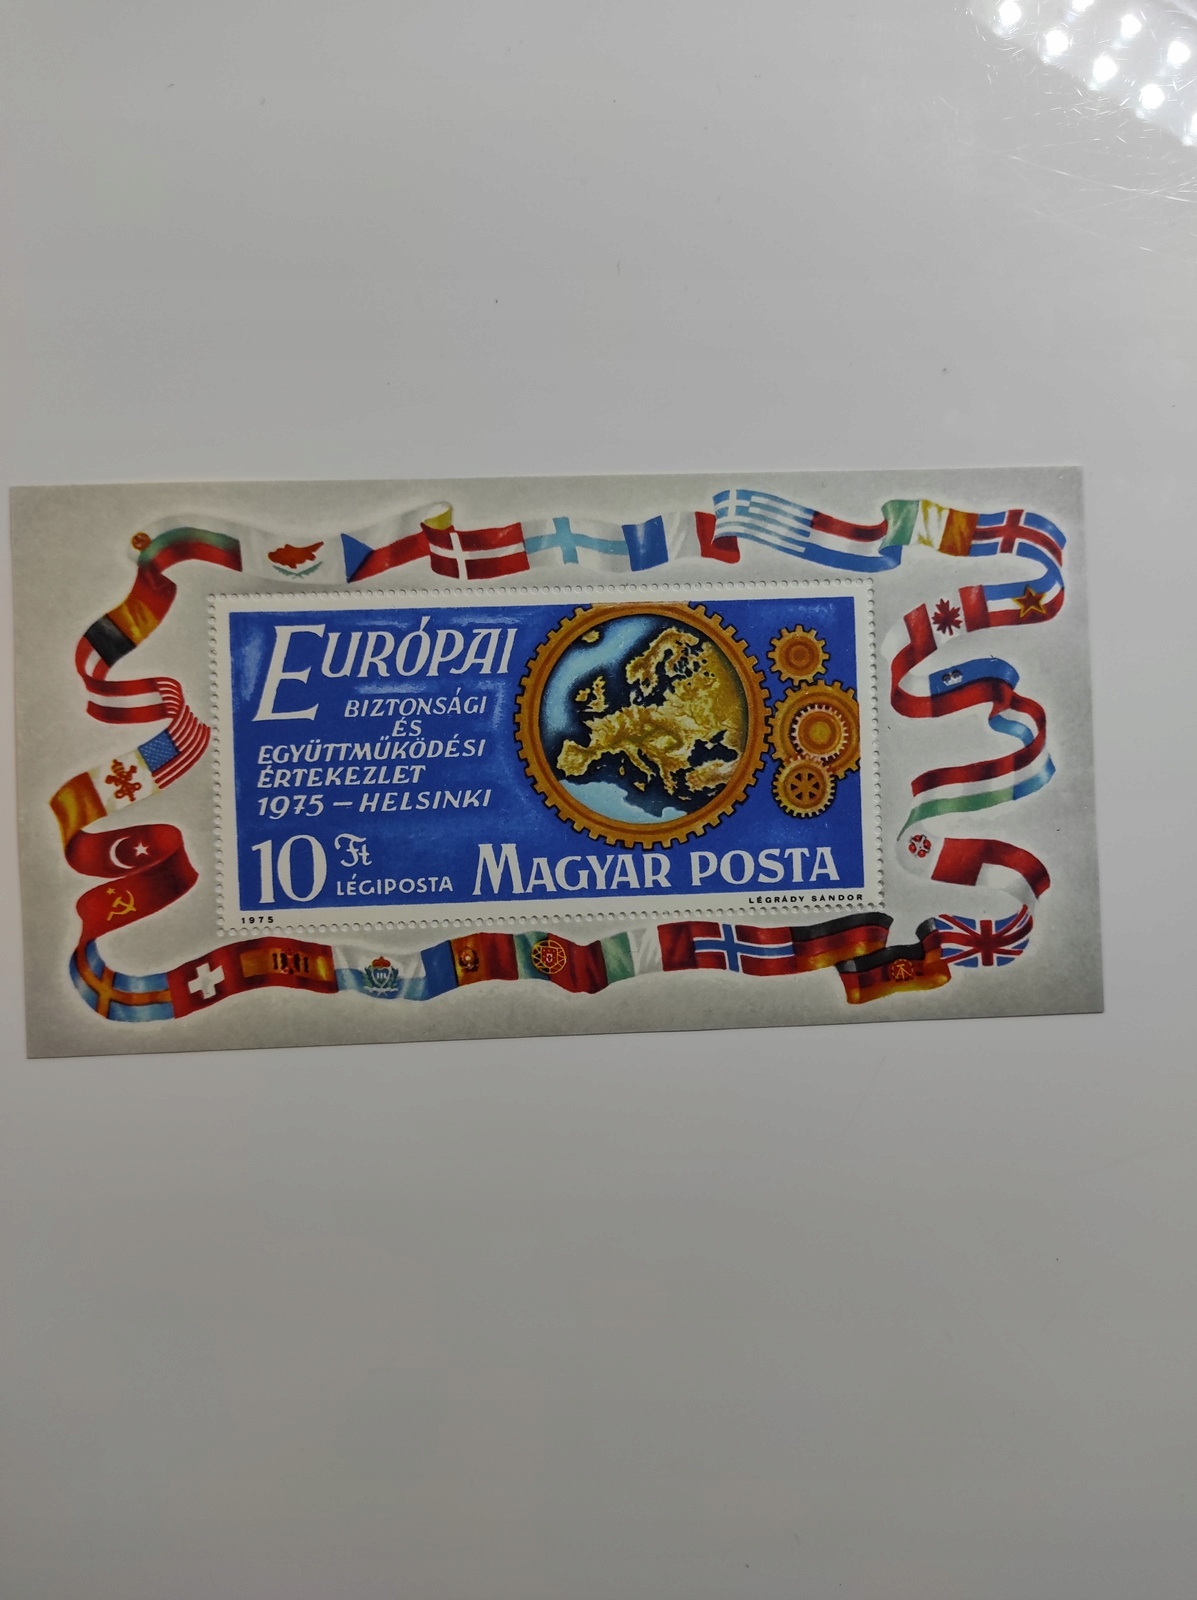 EURÓPAI
BIZTONSÁGI
ÉS
EGYÜTTMŰKÖDÉSI
ÉRTEKEZLET
1975 – HELSINKI
10 Ft
LÉGIPOSTA
MAGYAR POSTA
1975
LÉGRÁDY SÁNDOR